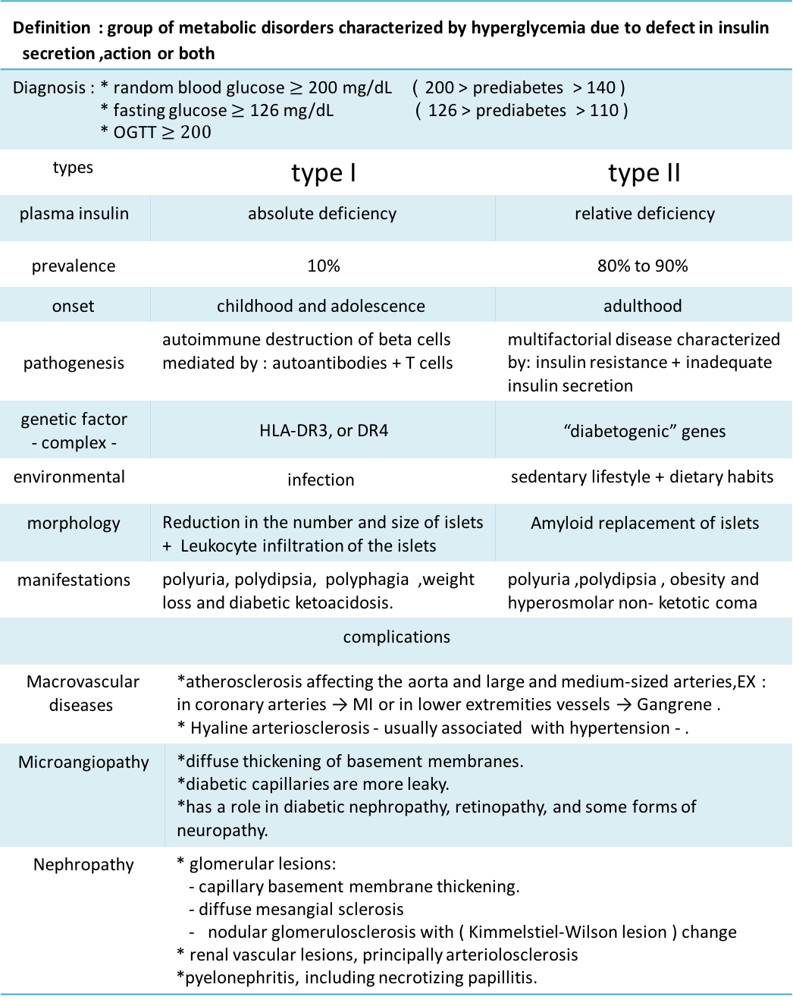 Definition : group of metabolic disorders characterized by hyperglycemia due to defect in insulin
secretion ,action or both
Diagnosis : * random blood glucose ≥ 200 mg/dL ( 200 > prediabetes > 140 )
* fasting glucose ≥ 126 mg/dL ( 126 > prediabetes > 110 )
* OGTT ≥ 200
types type I type II
plasma insulin absolute deficiency relative deficiency
prevalence 10% 80% to 90%
onset childhood and adolescence adulthood
pathogenesis
autoimmune destruction of beta cells
mediated by : autoantibodies + T cells
multifactorial disease characterized
by: insulin resistance + inadequate
insulin secretion
genetic factor
- complex -
HLA-DR3, or DR4
“diabetogenic” genes
environmental infection sedentary lifestyle + dietary habits
morphology
Reduction in the number and size of islets
+ Leukocyte infiltration of the islets
Amyloid replacement of islets
manifestations
polyuria, polydipsia, polyphagia ,weight
loss and diabetic ketoacidosis.
polyuria ,polydipsia , obesity and
hyperosmolar non- ketotic coma
complications
Macrovascular
diseases
*atherosclerosis affecting the aorta and large and medium-sized arteries,EX :
in coronary arteries → MI or in lower extremities vessels → Gangrene .
* Hyaline arteriosclerosis - usually associated with hypertension - .
Microangiopathy
*diffuse thickening of basement membranes.
*diabetic capillaries are more leaky.
*has a role in diabetic nephropathy, retinopathy, and some forms of
neuropathy.
Nephropathy
* glomerular lesions:
- capillary basement membrane thickening.
- diffuse mesangial sclerosis
- nodular glomerulosclerosis with ( Kimmelstiel-Wilson lesion ) change
* renal vascular lesions, principally arteriolosclerosis
*pyelonephritis, including necrotizing papillitis.